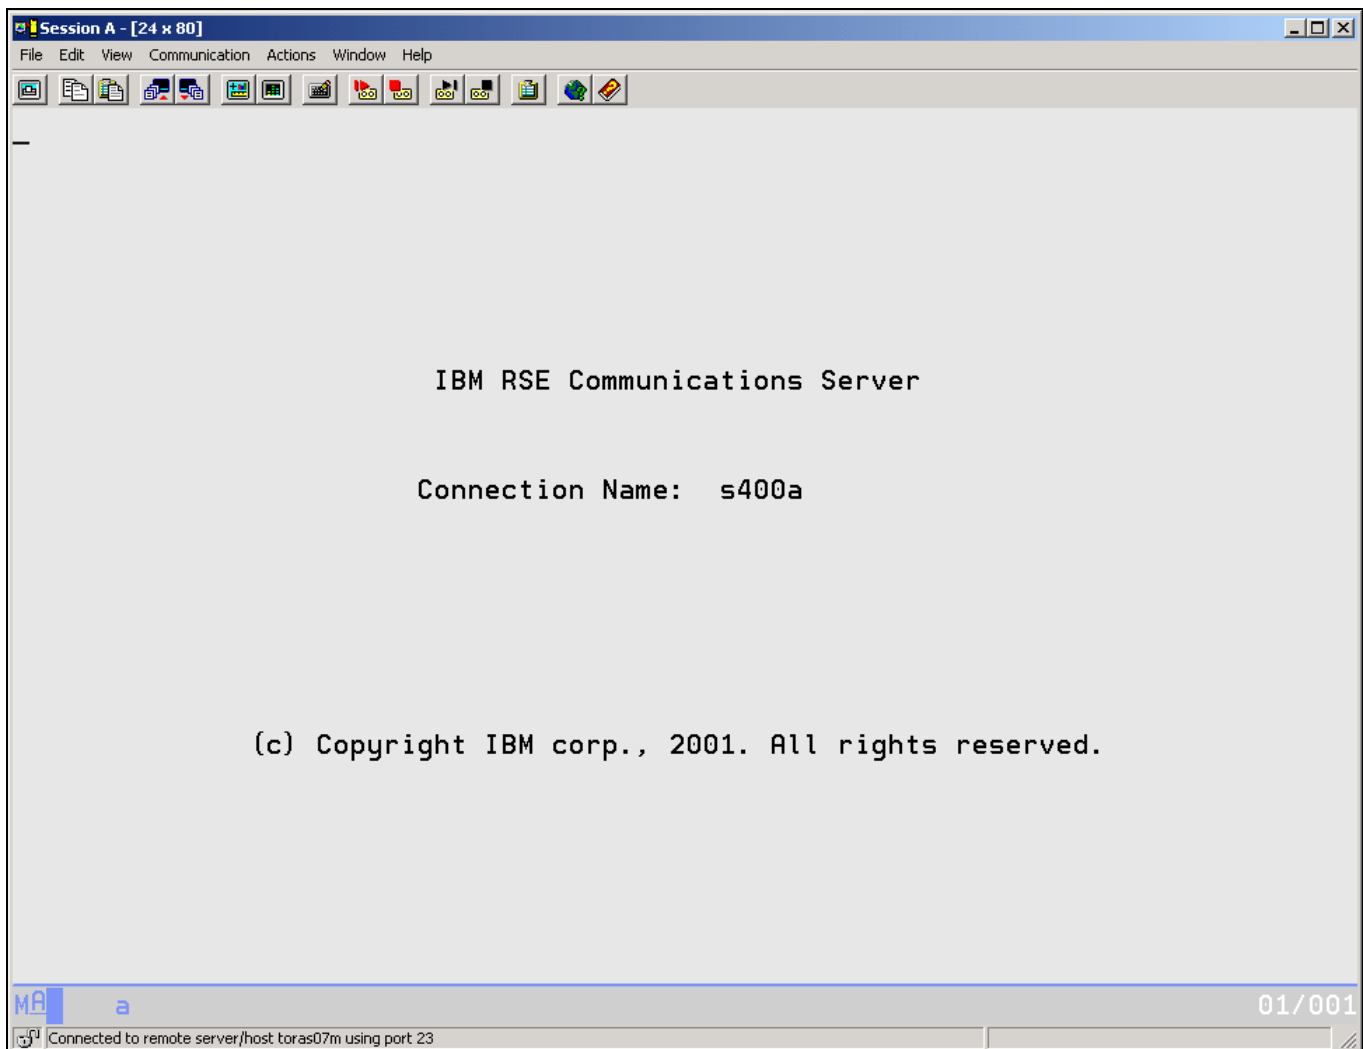 Session A - [24 x 80]
File Edit View Communication Actions Window Help
IBM RSE Communications Server
Connection Name: s400a
(c) Copyright IBM corp., 2001. All rights reserved.
MA a 01/001
Connected to remote server/host toras07m using port 23